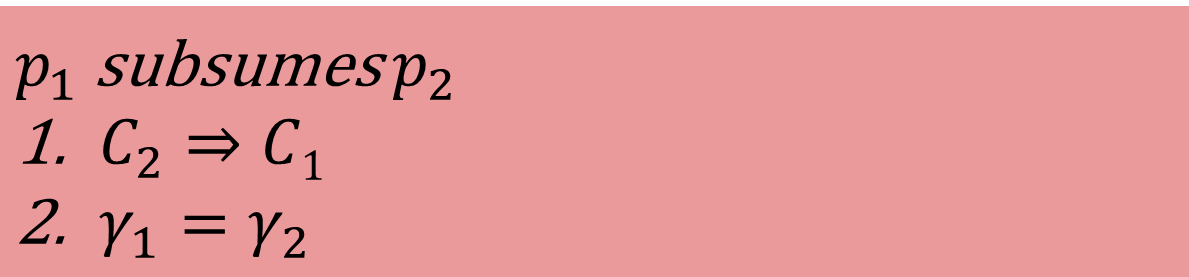 p₁ subsumesp₂
1. C₂ ⇒ C₁
2. γ₁ = γ₂